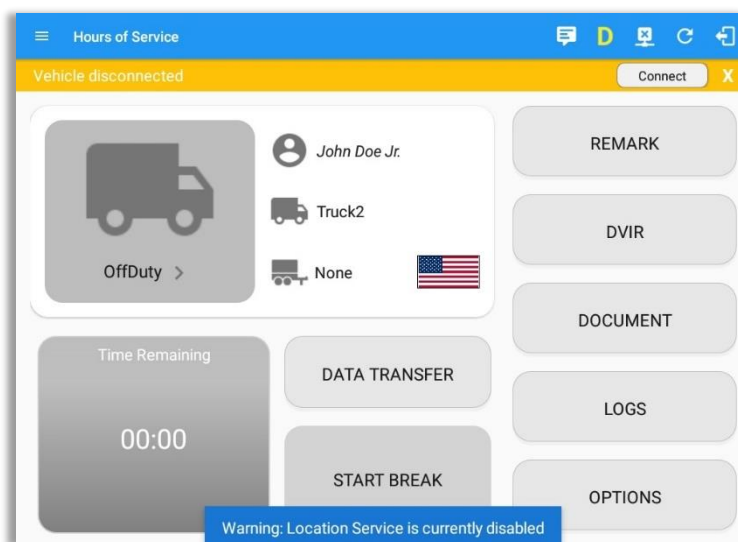 Hours of Service
D
Vehicle disconnected
Connect
X
John Doe Jr.
Truck2
None
OffDuty >
REMARK
DVIR
DOCUMENT
LOGS
OPTIONS
Time Remaining
00:00
DATA TRANSFER
START BREAK
Warning: Location Service is currently disabled